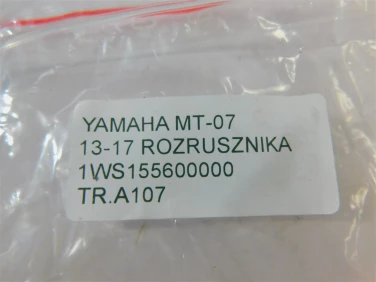 YAMAHA MT-07
13-17 ROZRUSZNIKA
1WS155600000
TR.A107